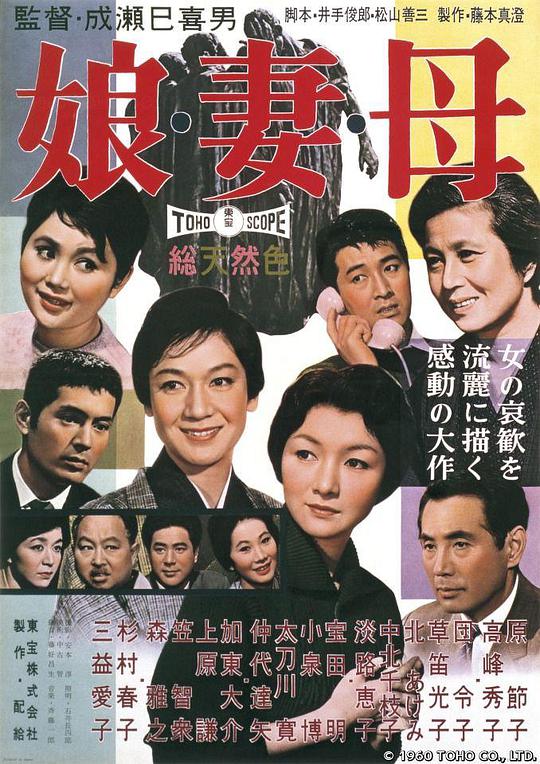 監督・成瀬巳喜男
脚本・井手俊郎・松山善三 製作・藤本真澄
娘・妻・母
TOHO 東宝 SCOPE
総天然色
女の哀歓を
流麗に描く
感動の大作
原節子
高峰秀子
団令子
草笛光子
北あけみ
中北千枝子
淡路恵子
宝田明
小泉博
太刀川寛
仲代達矢
加東大介
上原謙
笠智衆
森雅之
杉村春子
三益愛子
東宝株式会社
製作・配給
© 1960 TOHO CO., LTD.